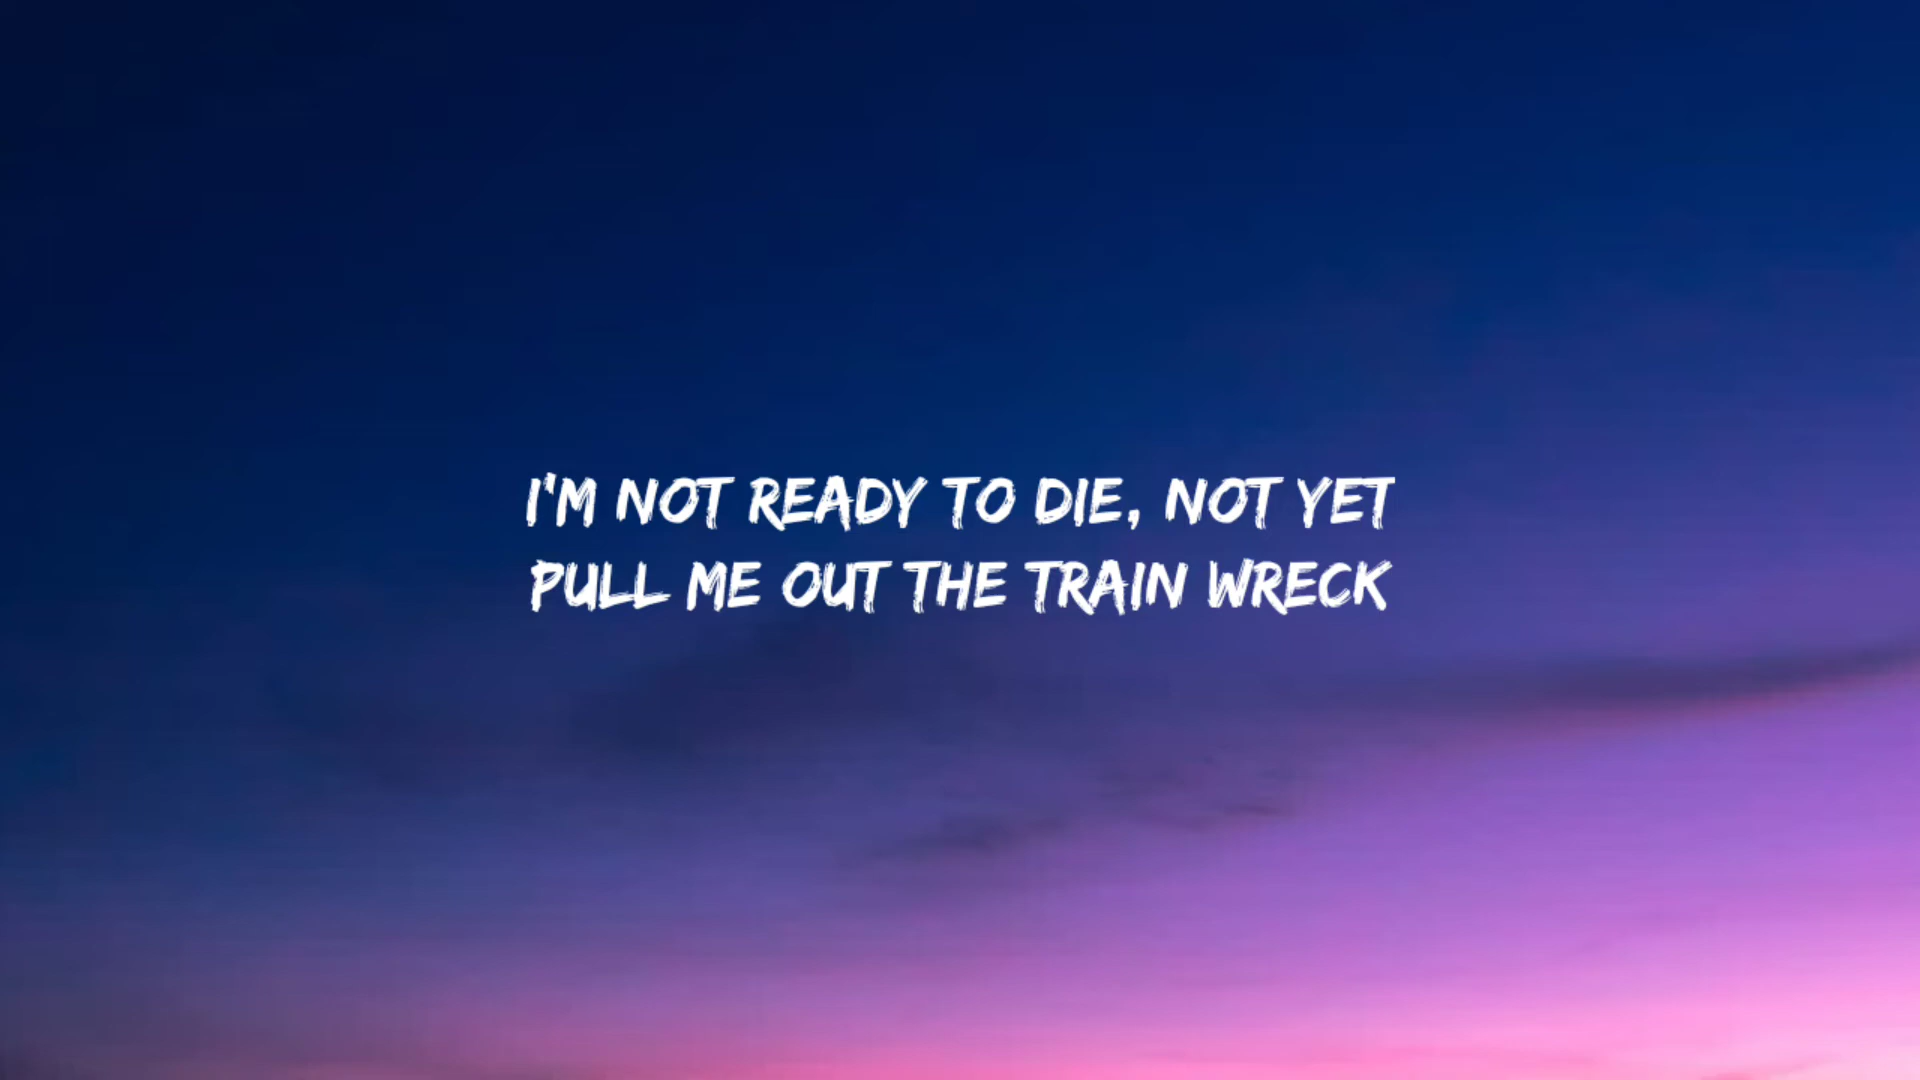 I'M NOT READY TO DIE, NOT YET
PULL ME OUT THE TRAIN WRECK